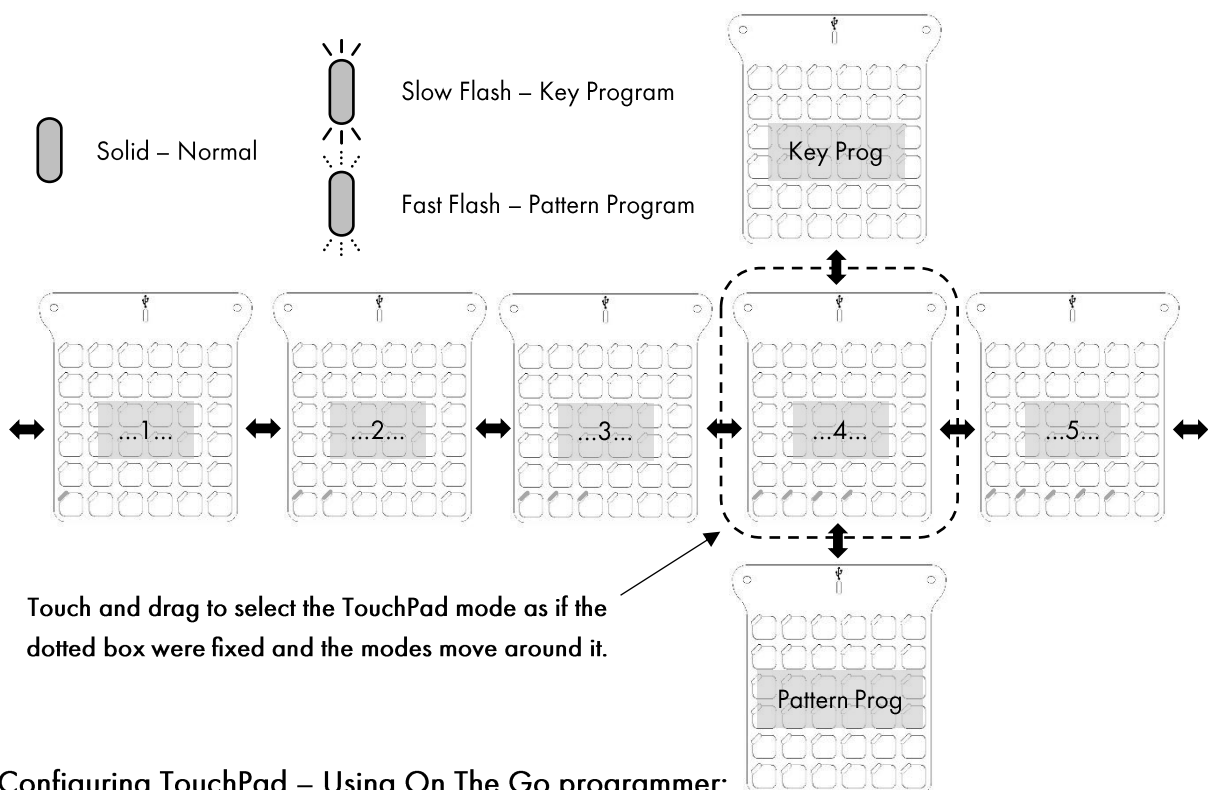 Slow Flash – Key Program
Solid – Normal
Fast Flash – Pattern Program
Key Prog
...1...
...2...
...3...
...4...
...5...
Touch and drag to select the TouchPad mode as if the
dotted box were fixed and the modes move around it.
Pattern Prog
Configuring TouchPad – Using On The Go programmer: